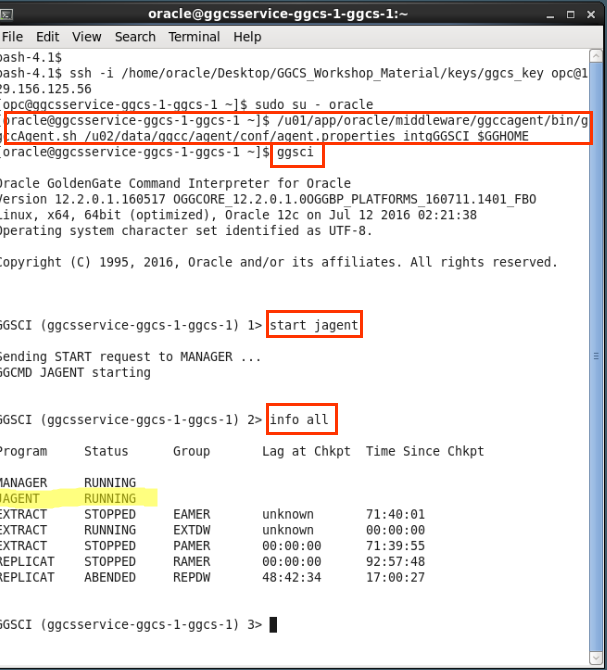 oracle@ggcsservice-ggcs-1-ggcs-1:~
File Edit View Search Terminal Help
bash-4.1$
bash-4.1$ ssh -i /home/oracle/Desktop/GGCS_Workshop_Material/keys/ggcs_key opc@1
29.156.125.56
[opc@ggcsservice-ggcs-1-ggcs-1 ~]$ sudo su - oracle
[oracle@ggcsservice-ggcs-1-ggcs-1 ~]$ /u01/app/oracle/middleware/ggccagent/bin/g
gccAgent.sh /u02/data/ggcc/agent/conf/agent.properties intgGGSCI $GGHOME
[oracle@ggcsservice-ggcs-1-ggcs-1 ~]$ ggsci
Oracle GoldenGate Command Interpreter for Oracle
Version 12.2.0.1.160517 OGGCORE_12.2.0.1.0OGGBP_PLATFORMS_160711.1401_FBO
Linux, x64, 64bit (optimized), Oracle 12c on Jul 12 2016 02:21:38
Operating system character set identified as UTF-8.
Copyright (C) 1995, 2016, Oracle and/or its affiliates. All rights reserved.
GGSCI (ggcsservice-ggcs-1-ggcs-1) 1> start jagent
Sending START request to MANAGER ...
GGCMD JAGENT starting
GGSCI (ggcsservice-ggcs-1-ggcs-1) 2> info all
Program Status Group Lag at Chkpt Time Since Chkpt
MANAGER RUNNING
JAGENT RUNNING
EXTRACT STOPPED EAMER unknown 71:40:01
EXTRACT RUNNING EXTDW unknown 00:00:00
EXTRACT STOPPED PAMER 00:00:00 71:39:55
REPLICAT STOPPED RAMER 00:00:00 92:57:48
REPLICAT ABENDED REPDW 48:42:34 17:00:27
GGSCI (ggcsservice-ggcs-1-ggcs-1) 3>